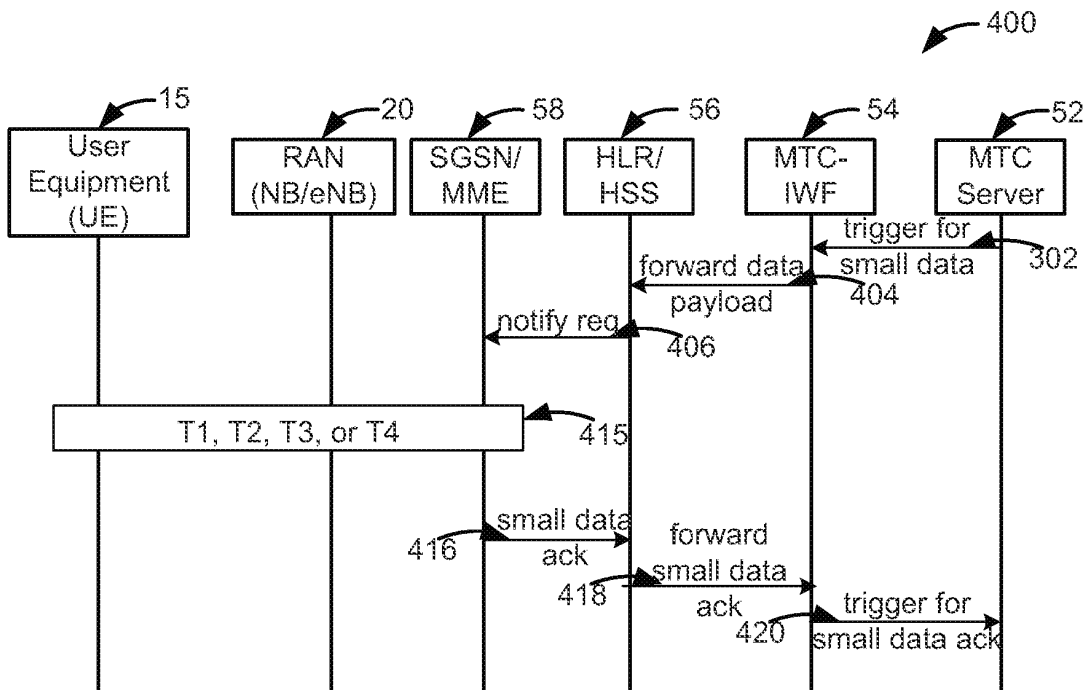 400
15
20
58
56
54
52
User
Equipment
(UE)
RAN
(NB/eNB)
SGSN/
MME
HLR/
HSS
MTC-
IWF
MTC
Server
trigger for
small data
302
forward data
payload
404
notify req
406
T1, T2, T3, or T4
415
small data
ack
416
forward
small data
ack
418
trigger for
small data ack
420